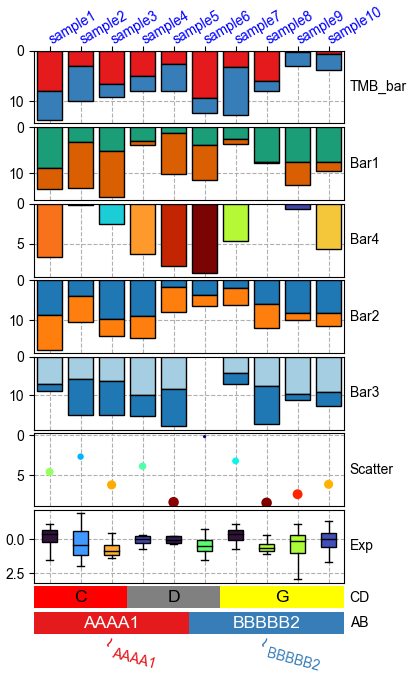 sample1 sample2 sample3 sample4 sample5 sample6 sample7 sample8 sample9 sample10
0
10
TMB_bar
0
10
Bar1
0
5
Bar4
0
10
Bar2
0
10
Bar3
0
5
Scatter
0.0
2.5
Exp
C D G CD
AAAA1 BBBBB2 AB
~ AAAA1 ~ BBBBB2